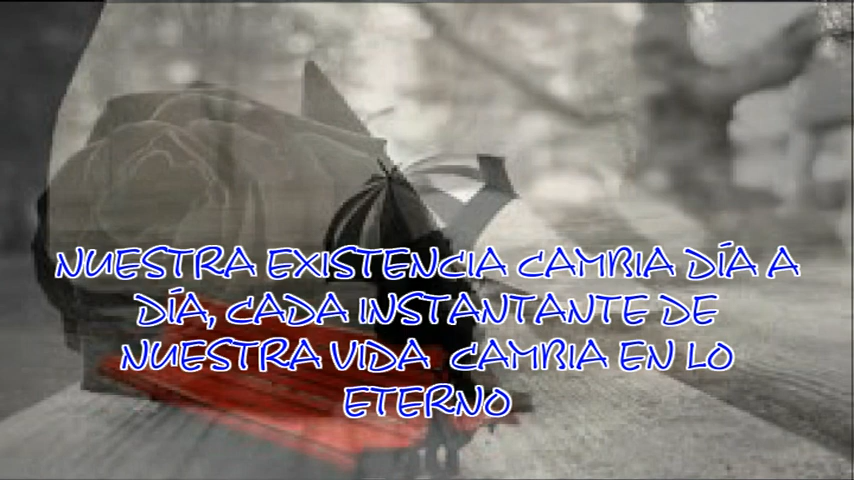 NUESTRA EXISTENCIA CAMBIA DÍA A
DÍA, CADA INSTANTANTE DE
NUESTRA VIDA CAMBIA EN LO
ETERNO